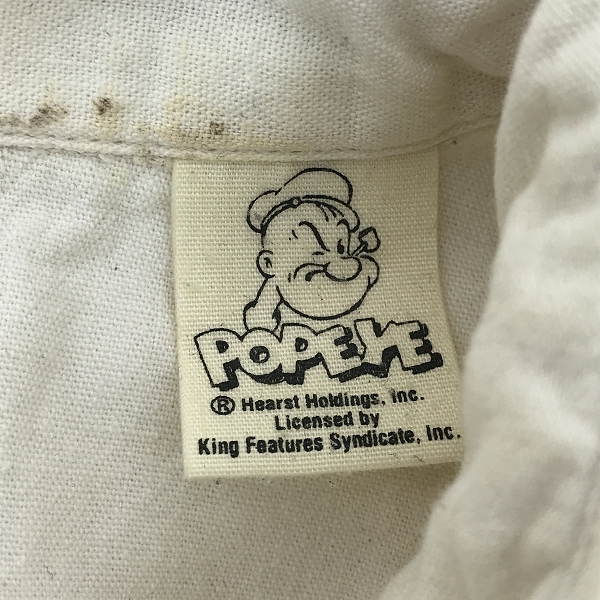 POPEYE
® Hearst Holdings, Inc.
Licensed by
King Features Syndicate, Inc.